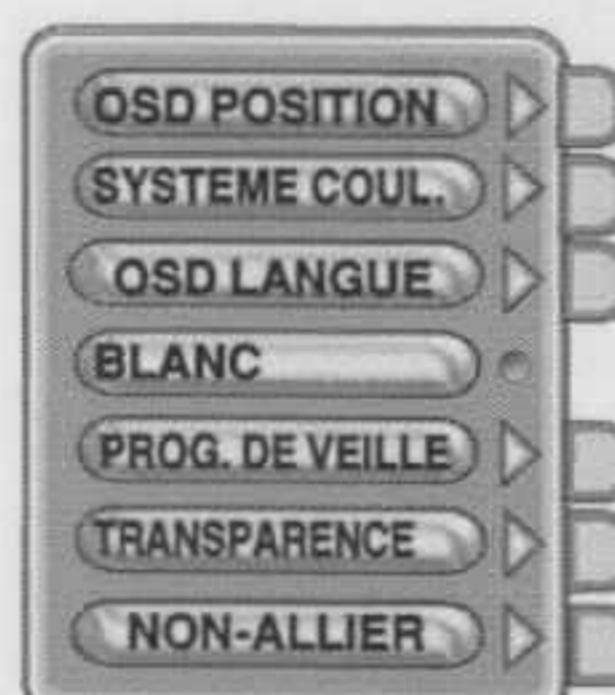 OSD POSITION
SYSTEME COUL.
OSD LANGUE
BLANC
PROG. DE VEILLE
TRANSPARENCE
NON-ALLIER